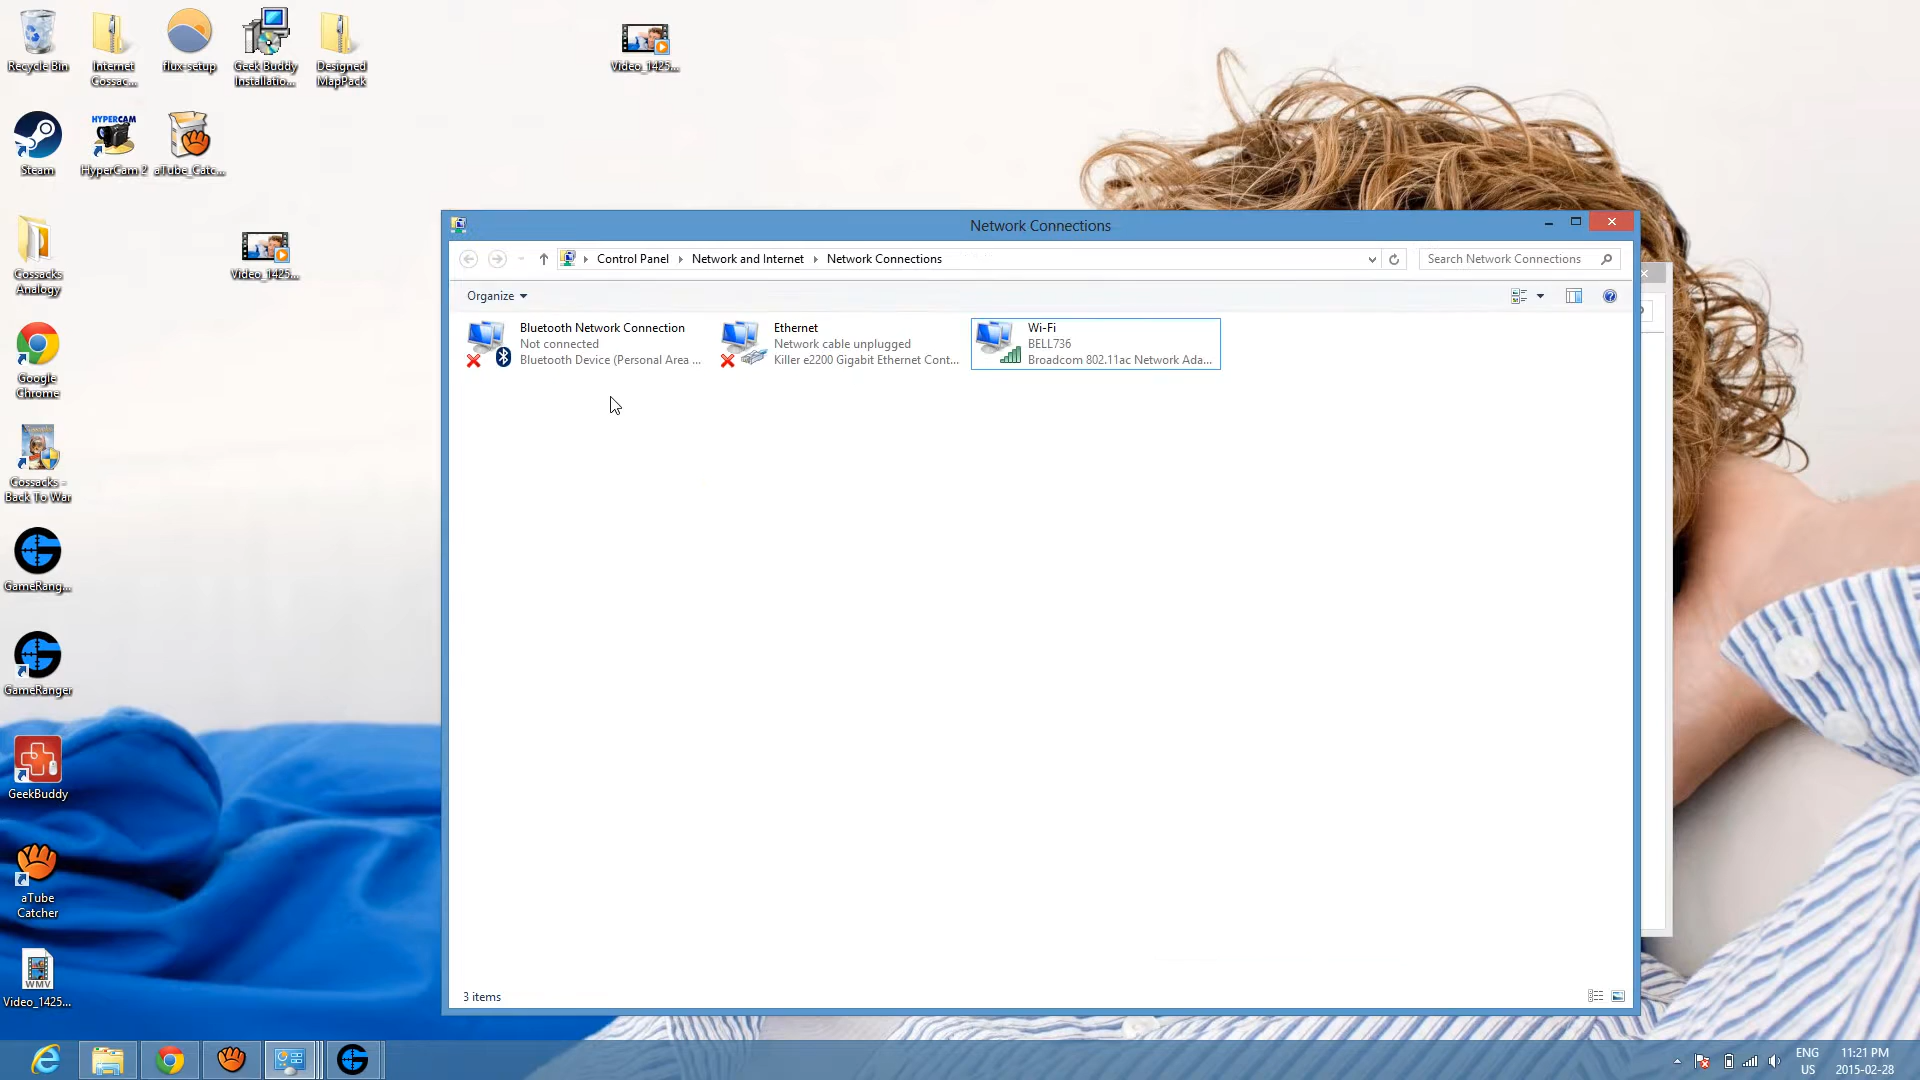 Recycle Bin
Internet
Cossac...
flux-setup
Geek Buddy
Installatio...
Designed
MapPack
Video_1425...
Steam
HYPERCAM
HyperCam 2
aTube_Catc...
Cossacks
Analogy
Video_1425...
Google
Chrome
Cossacks -
Back To War
GameRang...
GameRanger
GeekBuddy
aTube
Catcher
WMV
Video_1425...
Network Connections
Control Panel
Network and Internet
Network Connections
Search Network Connections
Organize
Bluetooth Network Connection
Not connected
Bluetooth Device (Personal Area ...
Ethernet
Network cable unplugged
Killer e2200 Gigabit Ethernet Cont...
Wi-Fi
BELL736
Broadcom 802.11ac Network Ada...
3 items
ENG
US
11:21 PM
2015-02-28